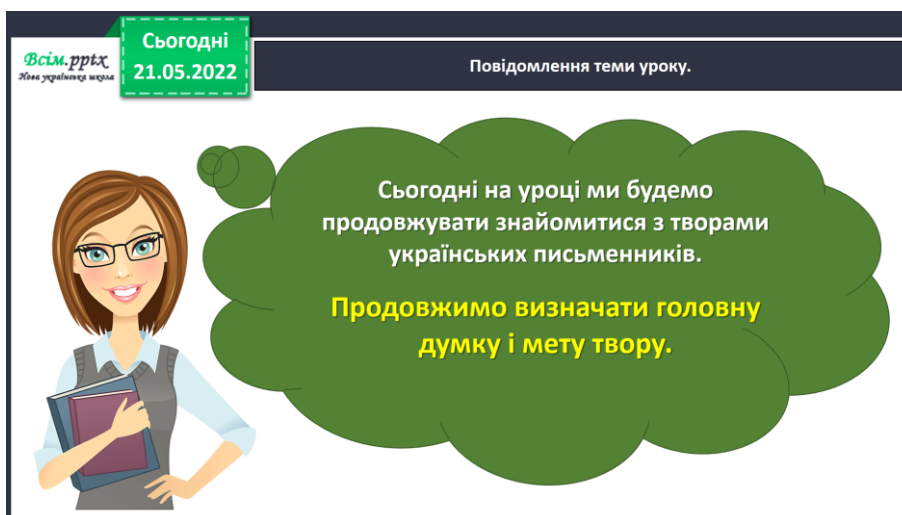 Всім.pptx
Нова українська школа
Сьогодні
21.05.2022
Повідомлення теми уроку.
Сьогодні на уроці ми будемо
продовжувати знайомитися з творами
українських письменників.
Продовжимо визначати головну
думку і мету твору.